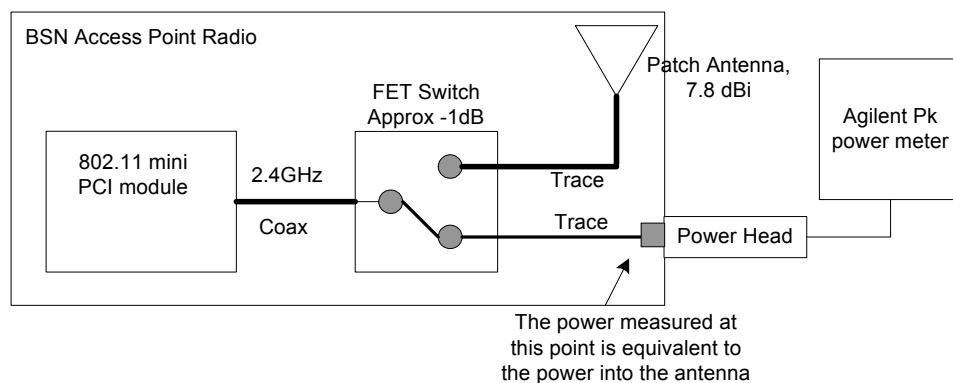 BSN Access Point Radio
Patch Antenna,
7.8 dBi
FET Switch
Approx -1dB
Agilent Pk
power meter
802.11 mini
PCI module
2.4GHz
Coax
Trace
Trace
Power Head
The power measured at
this point is equivalent to
the power into the antenna